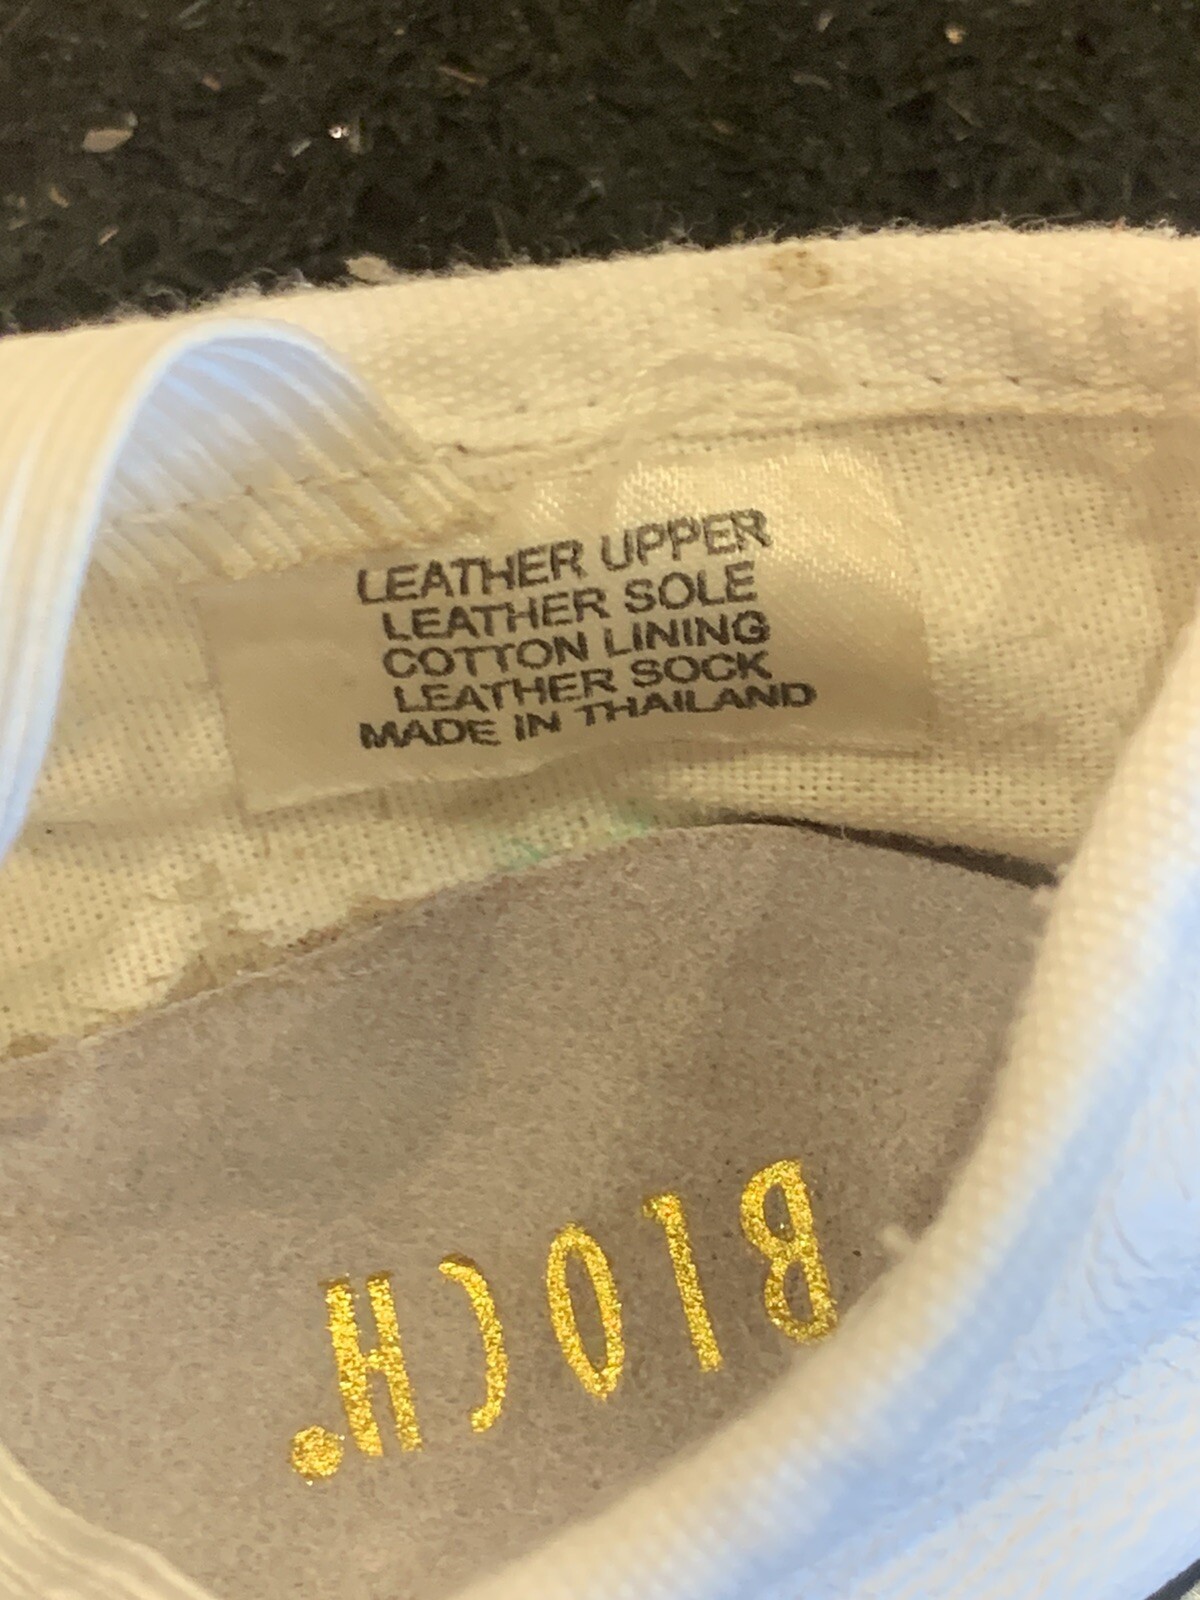 LEATHER UPPER
LEATHER SOLE
COTTON LINING
LEATHER SOCK
MADE IN THAILAND
BLOCH